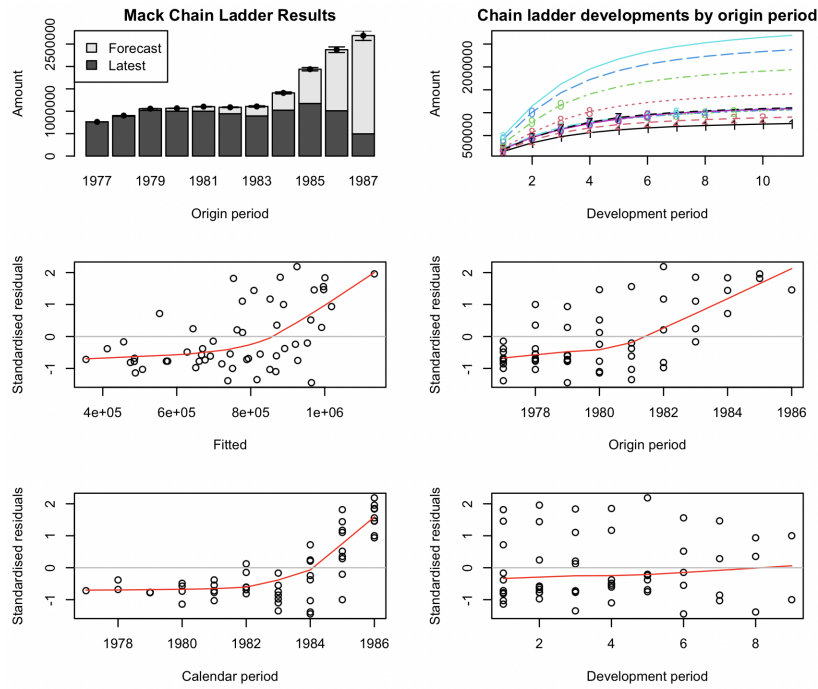 Mack Chain Ladder Results
Amount
0
1000000
2500000
Forecast
Latest
1977 1979 1981 1983 1985 1987
Origin period
Chain ladder developments by origin period
Amount
500000
2000000
2 4 6 8 10
Development period
Standardised residuals
-1 0 1 2
4e+05 6e+05 8e+05 1e+06
Fitted
Standardised residuals
-1 0 1 2
1978 1980 1982 1984 1986
Origin period
Standardised residuals
-1 0 1 2
1978 1980 1982 1984 1986
Calendar period
Standardised residuals
-1 0 1 2
2 4 6 8
Development period